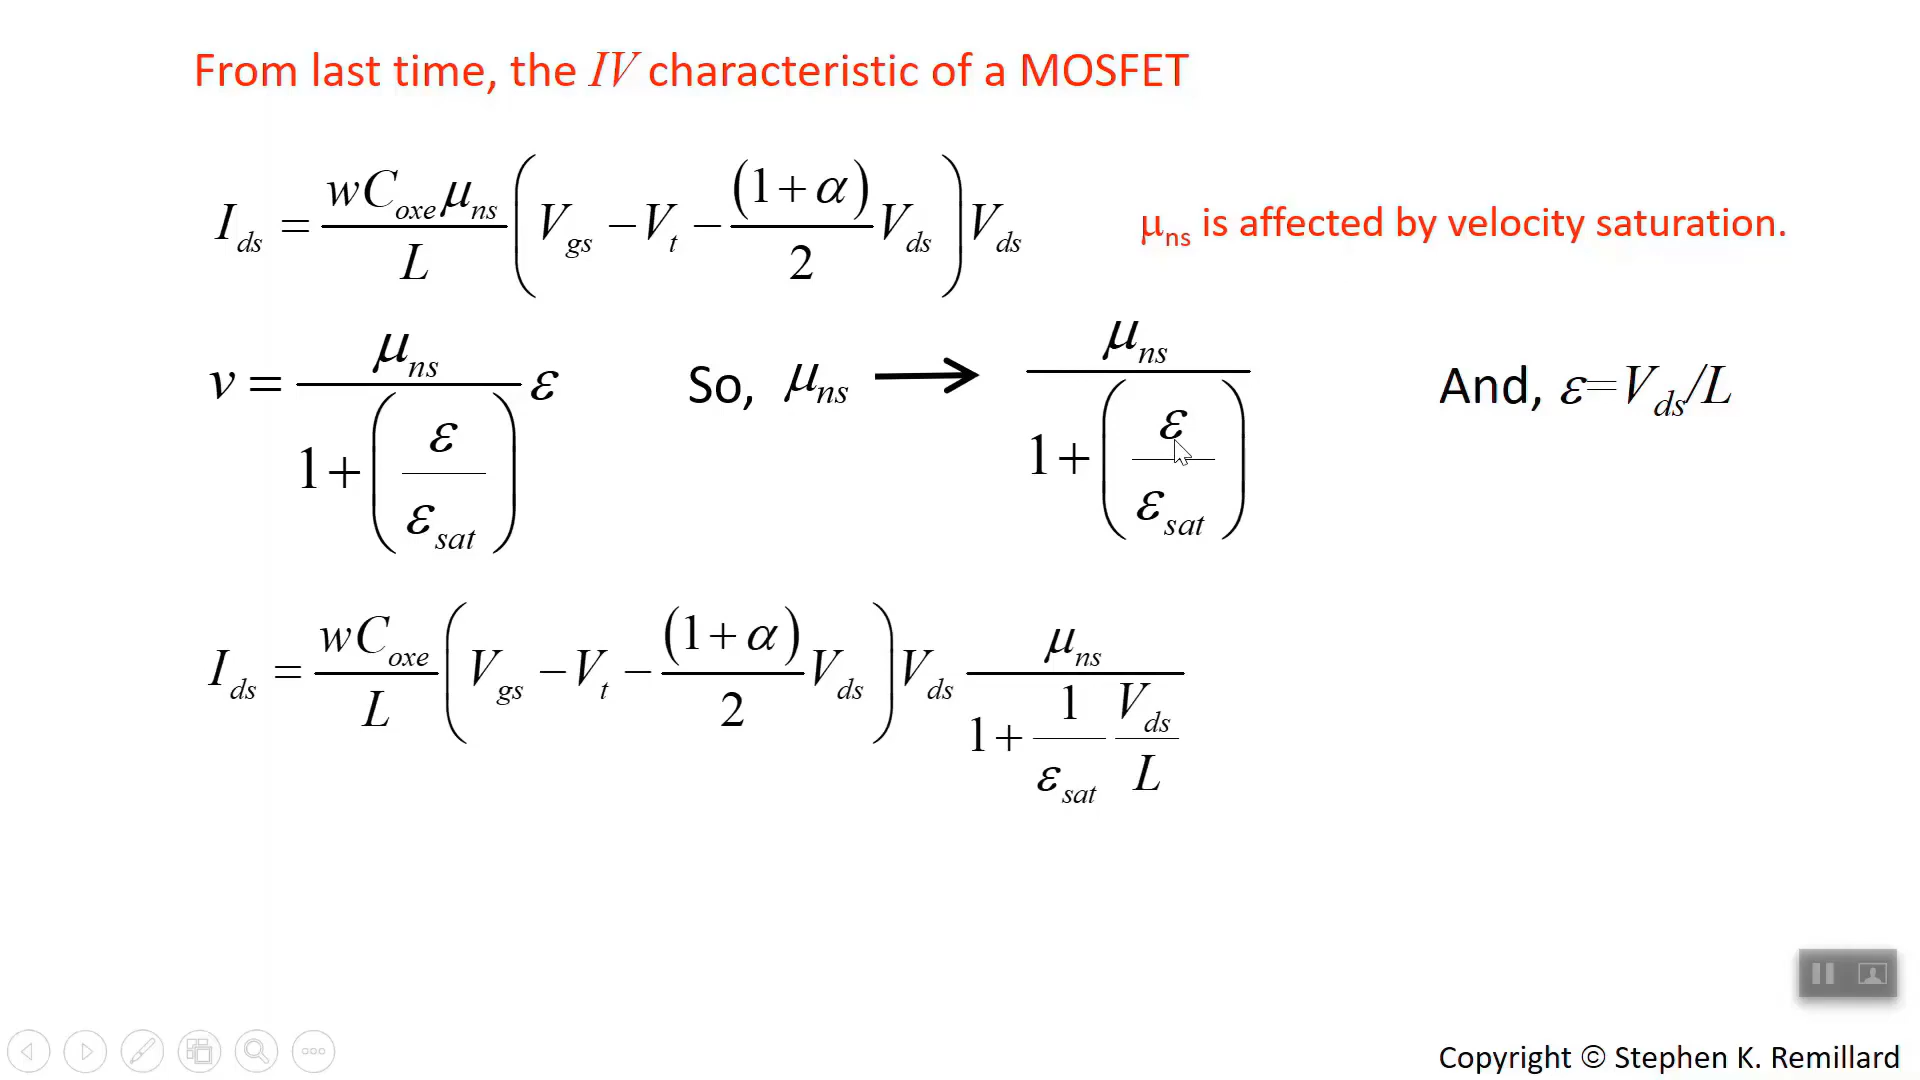 From last time, the IV characteristic of a MOSFET
I_ds = (wC_oxe μ_ns / L) (V_gs − V_t − ((1+α)/2) V_ds) V_ds
μ_ns is affected by velocity saturation.
v = (μ_ns / (1+(ε/ε_sat))) ε
So, μ_ns → μ_ns / (1+(ε/ε_sat))
And, ε=V_ds/L
I_ds = (wC_oxe / L) (V_gs − V_t − ((1+α)/2) V_ds) V_ds (μ_ns / (1+(1/ε_sat)(V_ds/L)))
Copyright © Stephen K. Remillard